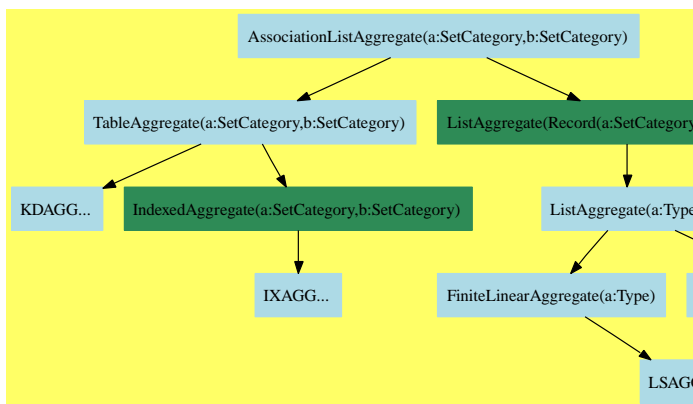 AssociationListAggregate(a:SetCategory,b:SetCategory)
TableAggregate(a:SetCategory,b:SetCategory)
ListAggregate(Record(a:SetCategory
KDAGG...
IndexedAggregate(a:SetCategory,b:SetCategory)
ListAggregate(a:Type
IXAGG...
FiniteLinearAggregate(a:Type)
LSAGG